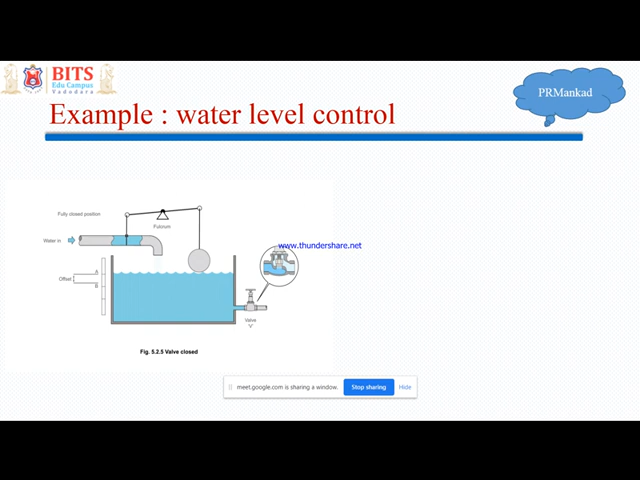 BITS
Edu Campus
Vadodara
PRMankad
Example : water level control
Fully closed position
Fulcrum
Water in
www.thundershare.net
A
Offset
B
Valve
'V'
Fig. 5.2.5 Valve closed
meet.google.com is sharing a window.
Stop sharing
Hide